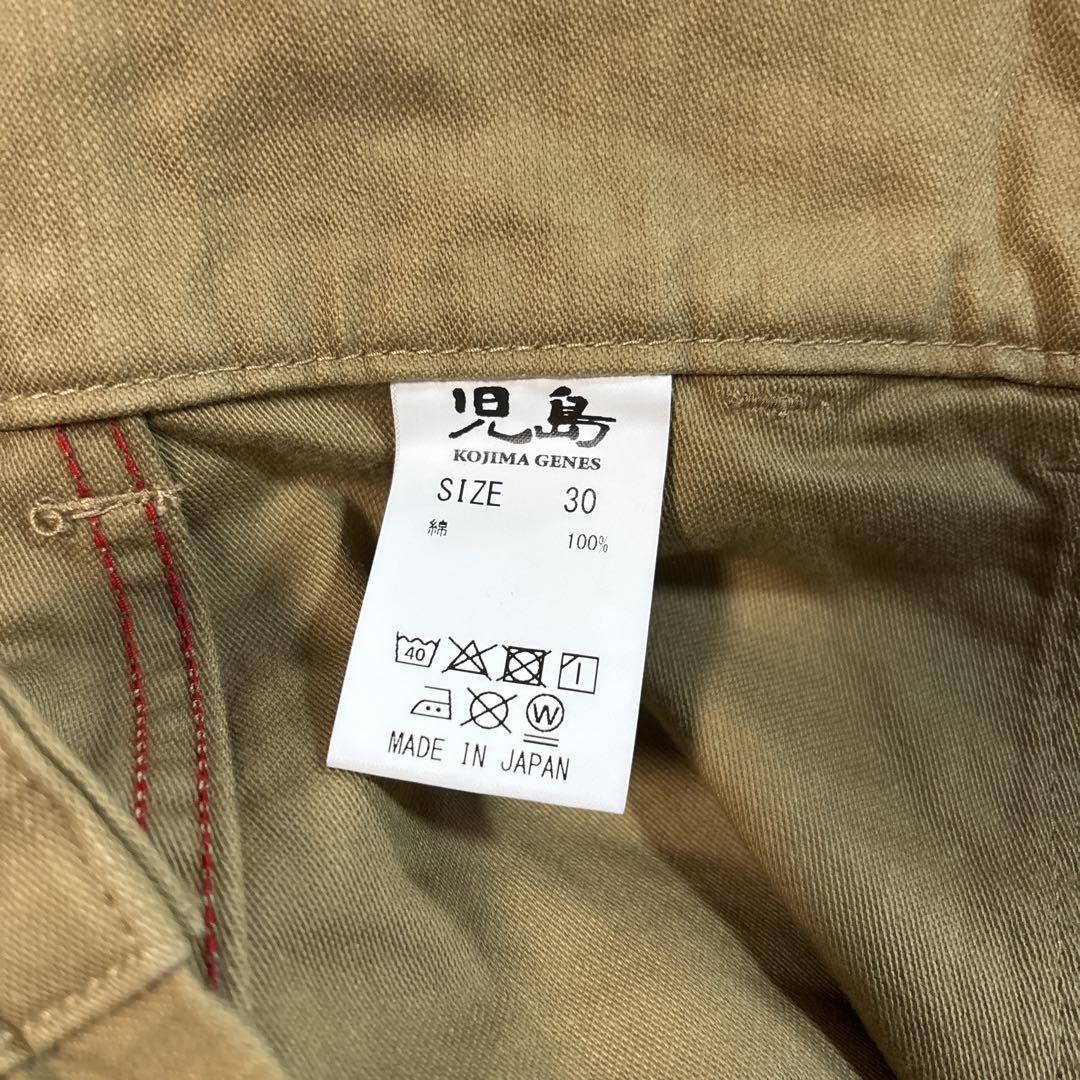 児島
KOJIMA GENES
SIZE 30
綿 100%
40
W
MADE IN JAPAN